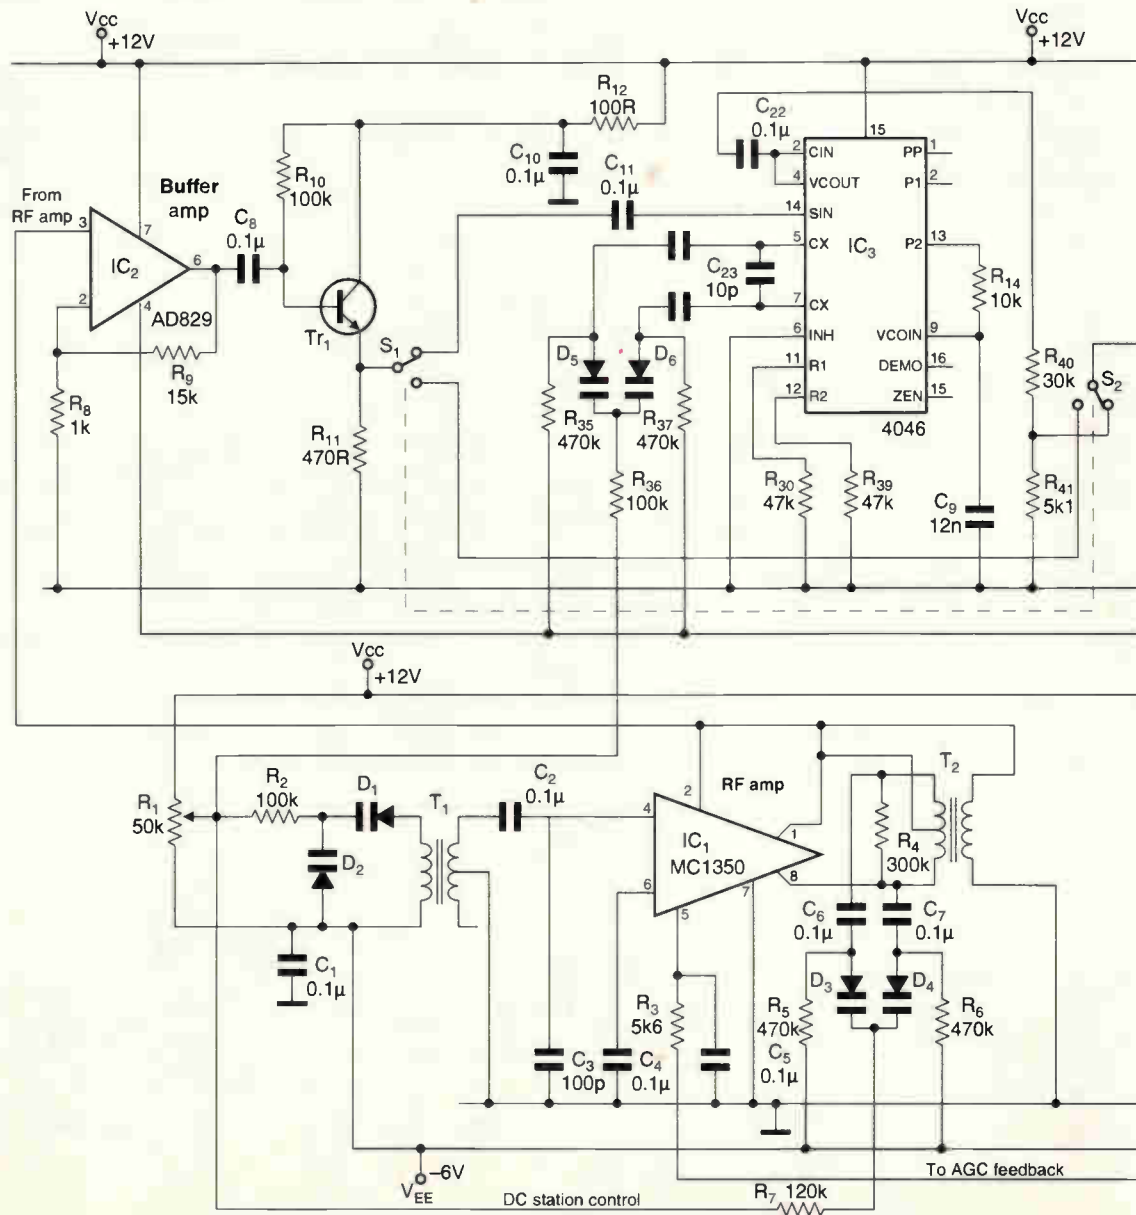 VCC
+12V
VCC
+12V
R12
100R
C22
0.1µ
15
R10
100k
C10
0.1µ
C11
0.1µ
2
CIN
PP
1
4
VCOUT
P1
2
14
SIN
5
CX
IC3
P2
13
7
CX
6
INH
VCOIN
9
11
R1
DEMO
16
12
R2
ZEN
15
4046
From
RF amp
Buffer
amp
3
7
IC2
6
2
4
AD829
C8
0.1µ
Tr1
S1
C23
10p
R14
10k
R9
15k
R8
1k
R11
470R
D5
D6
R35
470k
R37
470k
R36
100k
R30
47k
R39
47k
C9
12n
R40
30k
S2
R41
5k1
VCC
+12V
R1
50k
R2
100k
D1
D2
T1
C2
0.1µ
C1
0.1µ
2
RF amp
4
IC1
MC1350
1
6
8
7
5
T2
R4
300k
C6
0.1µ
C7
0.1µ
D3
D4
R5
470k
R6
470k
R3
5k6
C3
100p
C4
0.1µ
C5
0.1µ
–6V
VEE
To AGC feedback
DC station control
R7 120k